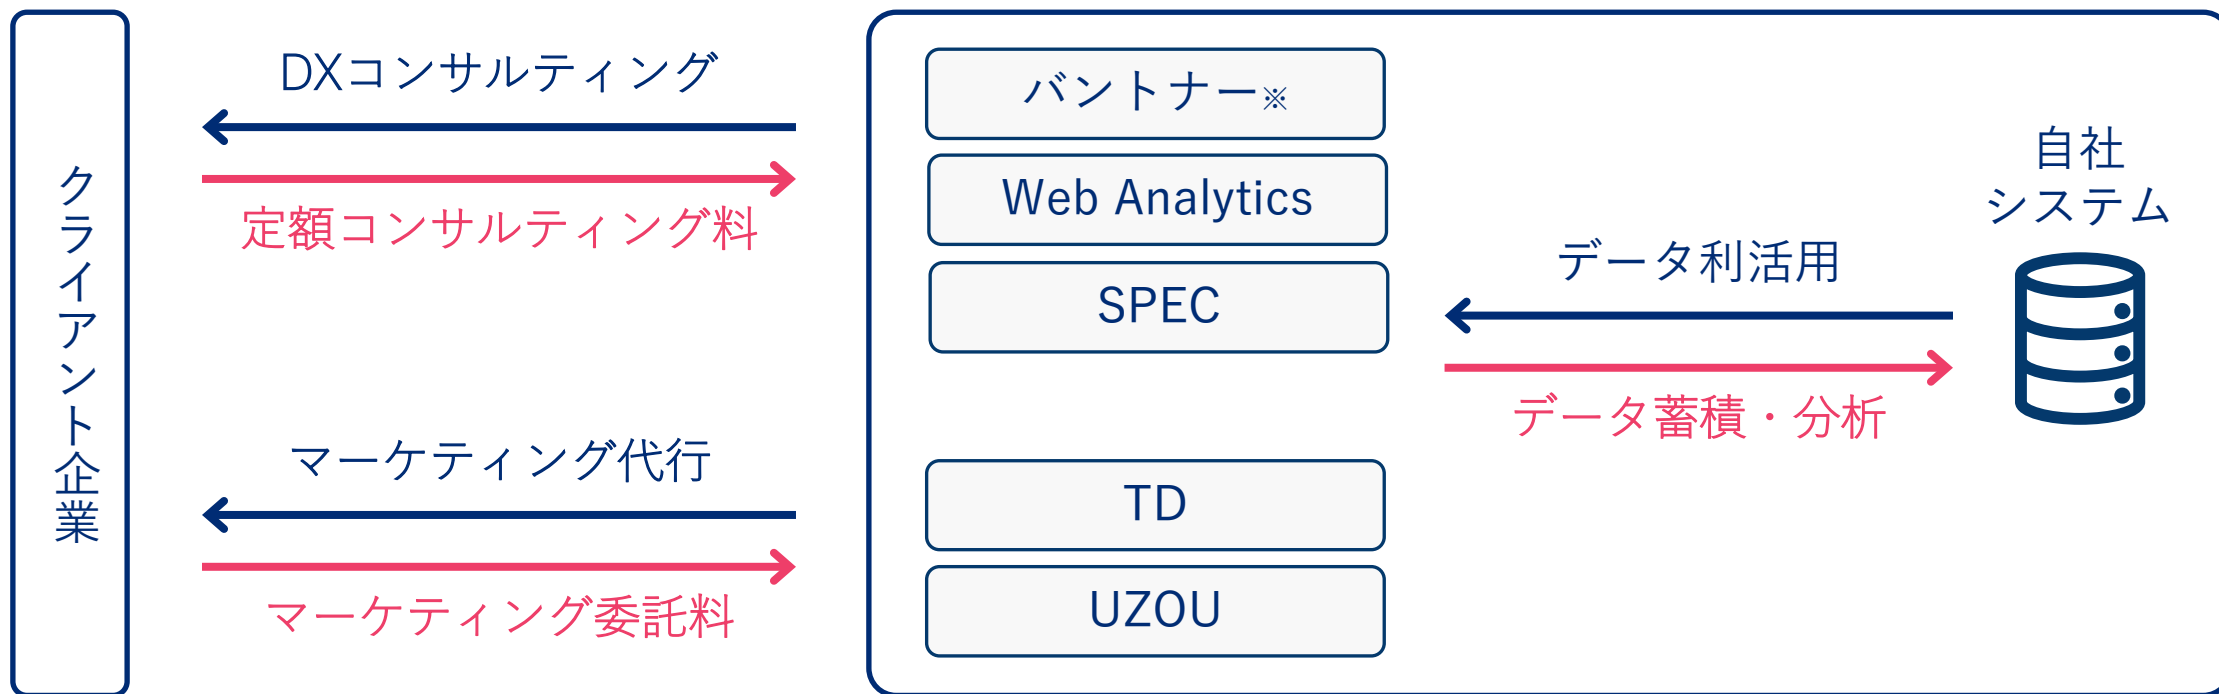 クライアント企業
DXコンサルティング
定額コンサルティング料
マーケティング代行
マーケティング委託料
バントナー※
Web Analytics
SPEC
TD
UZOU
データ利活用
データ蓄積・分析
自社
システム